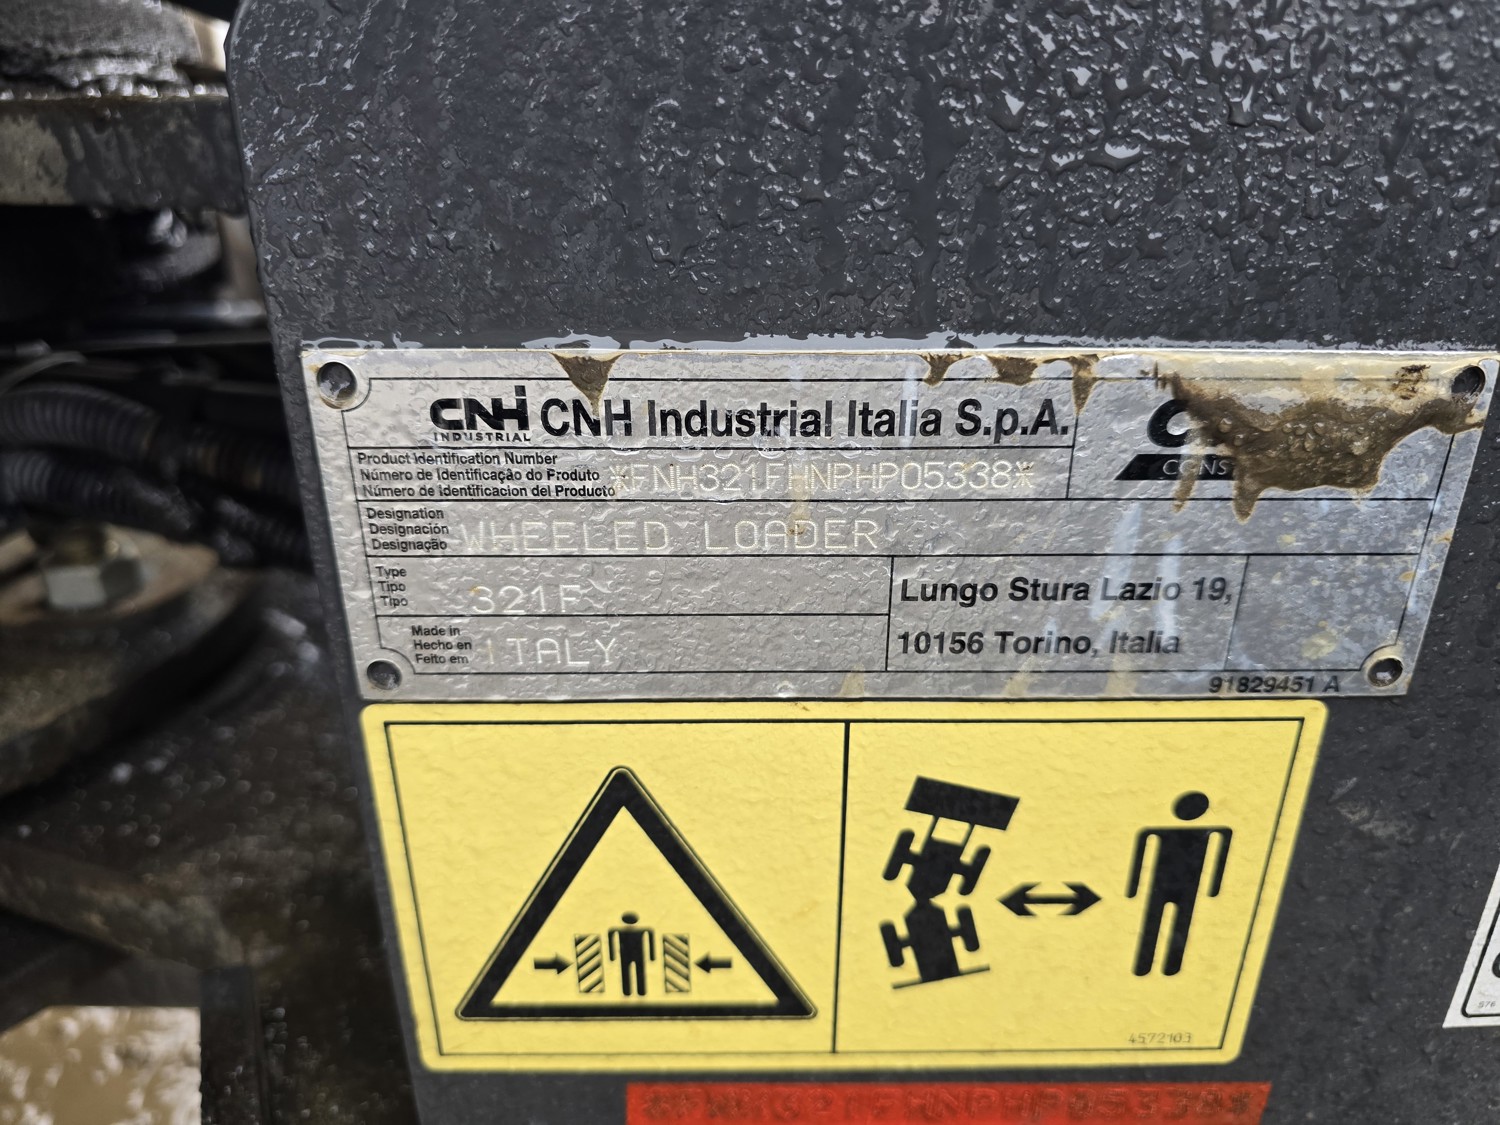 CNH
INDUSTRIAL
CNH Industrial Italia S.p.A.
Product Identification Number
Número de Identificação do Produto
Número de Identificacion del Producto
*FNH321FHNPHP05338*
CONS
Designation
Designación
Designação
WHEELED LOADER
Type
Tipo
Tipo
321F
Lungo Stura Lazio 19,
10156 Torino, Italia
Made in
Hecho en
Feito em
ITALY
91829451 A
4572103